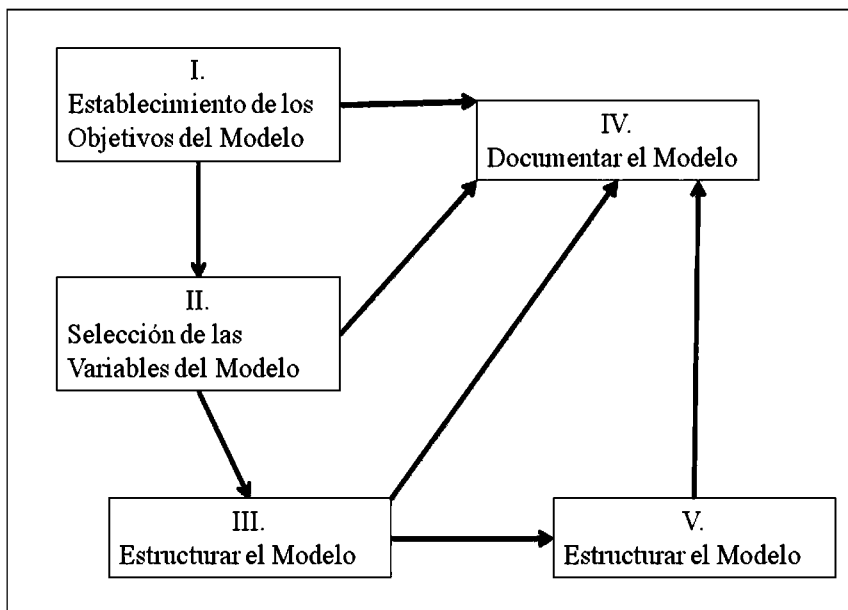 I.
Establecimiento de los
Objetivos del Modelo
IV.
Documentar el Modelo
II.
Selección de las
Variables del Modelo
III.
Estructurar el Modelo
V.
Estructurar el Modelo